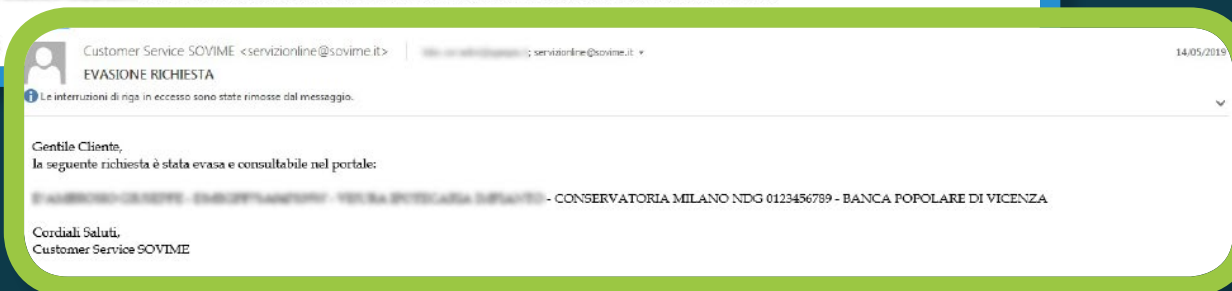 Customer Service SOVIME <servizionline@sovime.it> ; servizionline@sovime.it
14/05/2019
EVASIONE RICHIESTA
Le interruzioni di riga in eccesso sono state rimosse dal messaggio.
Gentile Cliente,
la seguente richiesta è stata evasa e consultabile nel portale:
- CONSERVATORIA MILANO NDG 0123456789 - BANCA POPOLARE DI VICENZA
Cordiali Saluti,
Customer Service SOVIME